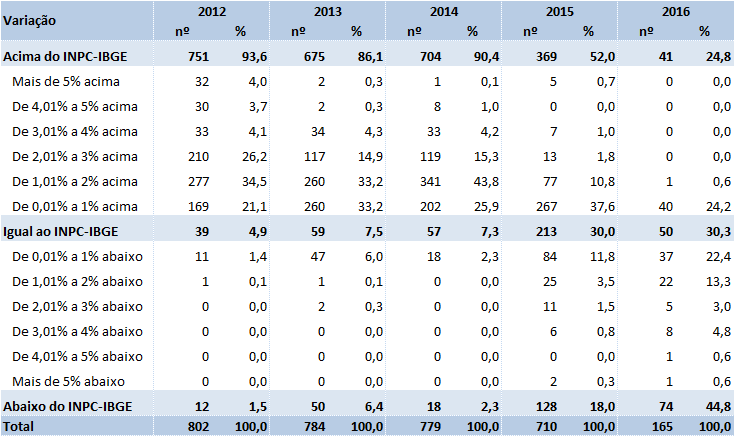 Variação 2012 2013 2014 2015 2016
nº % nº % nº % nº % nº %
Acima do INPC-IBGE 751 93,6 675 86,1 704 90,4 369 52,0 41 24,8
Mais de 5% acima 32 4,0 2 0,3 1 0,1 5 0,7 0 0,0
De 4,01% a 5% acima 30 3,7 2 0,3 8 1,0 0 0,0 0 0,0
De 3,01% a 4% acima 33 4,1 34 4,3 33 4,2 7 1,0 0 0,0
De 2,01% a 3% acima 210 26,2 117 14,9 119 15,3 13 1,8 0 0,0
De 1,01% a 2% acima 277 34,5 260 33,2 341 43,8 77 10,8 1 0,6
De 0,01% a 1% acima 169 21,1 260 33,2 202 25,9 267 37,6 40 24,2
Igual ao INPC-IBGE 39 4,9 59 7,5 57 7,3 213 30,0 50 30,3
De 0,01% a 1% abaixo 11 1,4 47 6,0 18 2,3 84 11,8 37 22,4
De 1,01% a 2% abaixo 1 0,1 1 0,1 0 0,0 25 3,5 22 13,3
De 2,01% a 3% abaixo 0 0,0 2 0,3 0 0,0 11 1,5 5 3,0
De 3,01% a 4% abaixo 0 0,0 0 0,0 0 0,0 6 0,8 8 4,8
De 4,01% a 5% abaixo 0 0,0 0 0,0 0 0,0 0 0,0 1 0,6
Mais de 5% abaixo 0 0,0 0 0,0 0 0,0 2 0,3 1 0,6
Abaixo do INPC-IBGE 12 1,5 50 6,4 18 2,3 128 18,0 74 44,8
Total 802 100,0 784 100,0 779 100,0 710 100,0 165 100,0